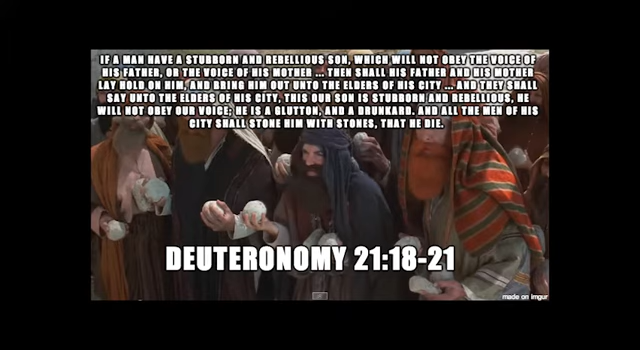 IF A MAN HAVE A STUBBORN AND REBELLIOUS SON, WHICH WILL NOT OBEY THE VOICE OF
HIS FATHER, OR THE VOICE OF HIS MOTHER ... THEN SHALL HIS FATHER AND HIS MOTHER
LAY HOLD ON HIM, AND BRING HIM OUT UNTO THE ELDERS OF HIS CITY ... AND THEY SHALL
SAY UNTO THE ELDERS OF HIS CITY, THIS OUR SON IS STUBBORN AND REBELLIOUS, HE
WILL NOT OBEY OUR VOICE; HE IS A GLUTTON, AND A DRUNKARD. AND ALL THE MEN OF HIS
CITY SHALL STONE HIM WITH STONES, THAT HE DIE.
DEUTERONOMY 21:18-21
made on Imgur